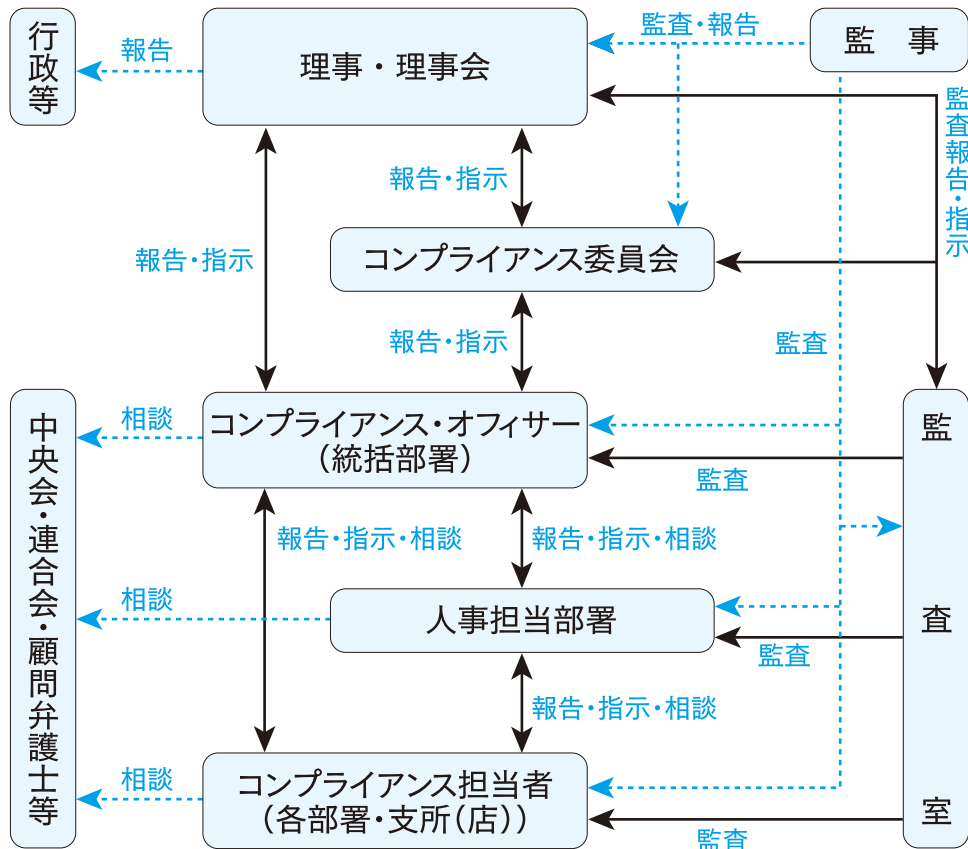 行政等
報告
理事・理事会
監査・報告
監　事
監査報告・指示
報告・指示
報告・指示
コンプライアンス委員会
報告・指示
監査
中央会・連合会・顧問弁護士等
相談
コンプライアンス・オフィサー
（統括部署）
監査
監　査　室
報告・指示・相談
報告・指示・相談
相談
人事担当部署
監査
報告・指示・相談
相談
コンプライアンス担当者
（各部署・支所（店））
監査